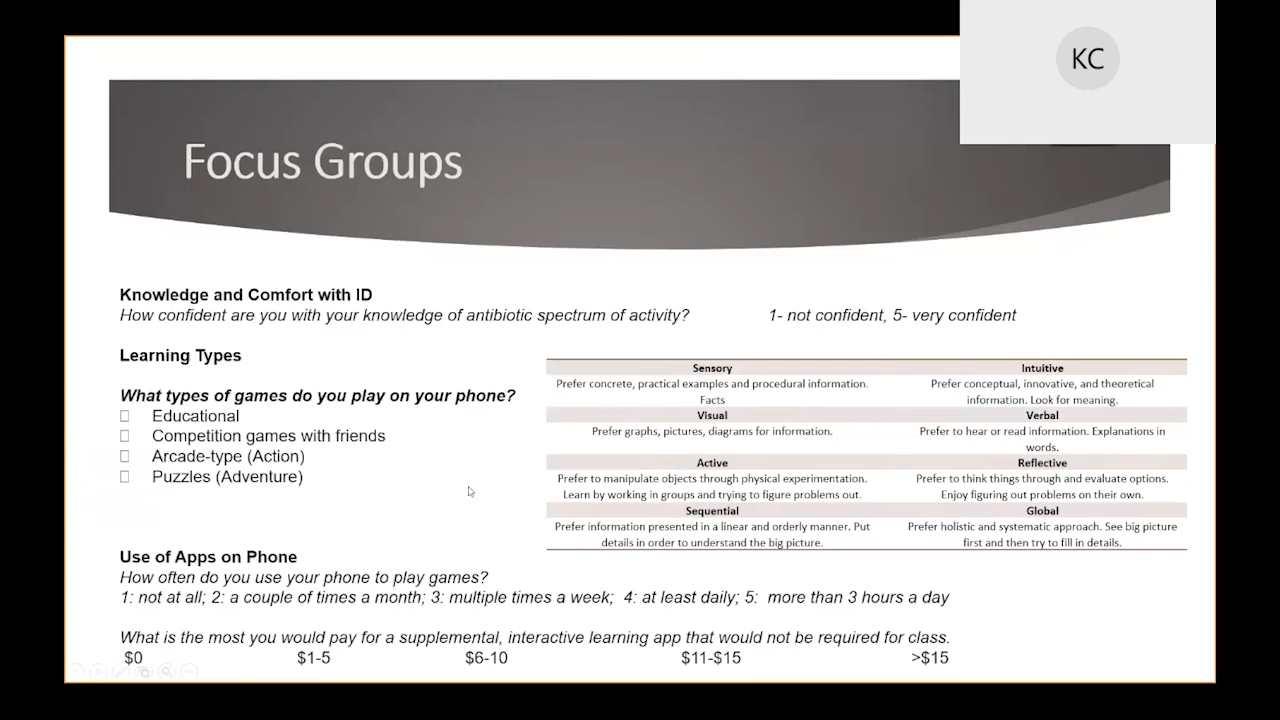 KC
Focus Groups
Knowledge and Comfort with ID
How confident are you with your knowledge of antibiotic spectrum of activity? 1- not confident, 5- very confident
Learning Types
What types of games do you play on your phone?
Educational
Competition games with friends
Arcade-type (Action)
Puzzles (Adventure)
Sensory Intuitive
Prefer concrete, practical examples and procedural information. Prefer conceptual, innovative, and theoretical
Facts information. Look for meaning.
Visual Verbal
Prefer graphs, pictures, diagrams for information. Prefer to hear or read information. Explanations in
words.
Active Reflective
Prefer to manipulate objects through physical experimentation. Prefer to think things through and evaluate options.
Learn by working in groups and trying to figure problems out. Enjoy figuring out problems on their own.
Sequential Global
Prefer information presented in a linear and orderly manner. Put Prefer holistic and systematic approach. See big picture
details in order to understand the big picture. first and then try to fill in details.
Use of Apps on Phone
How often do you use your phone to play games?
1: not at all; 2: a couple of times a month; 3: multiple times a week; 4: at least daily; 5: more than 3 hours a day
What is the most you would pay for a supplemental, interactive learning app that would not be required for class.
$0 $1-5 $6-10 $11-$15 >$15